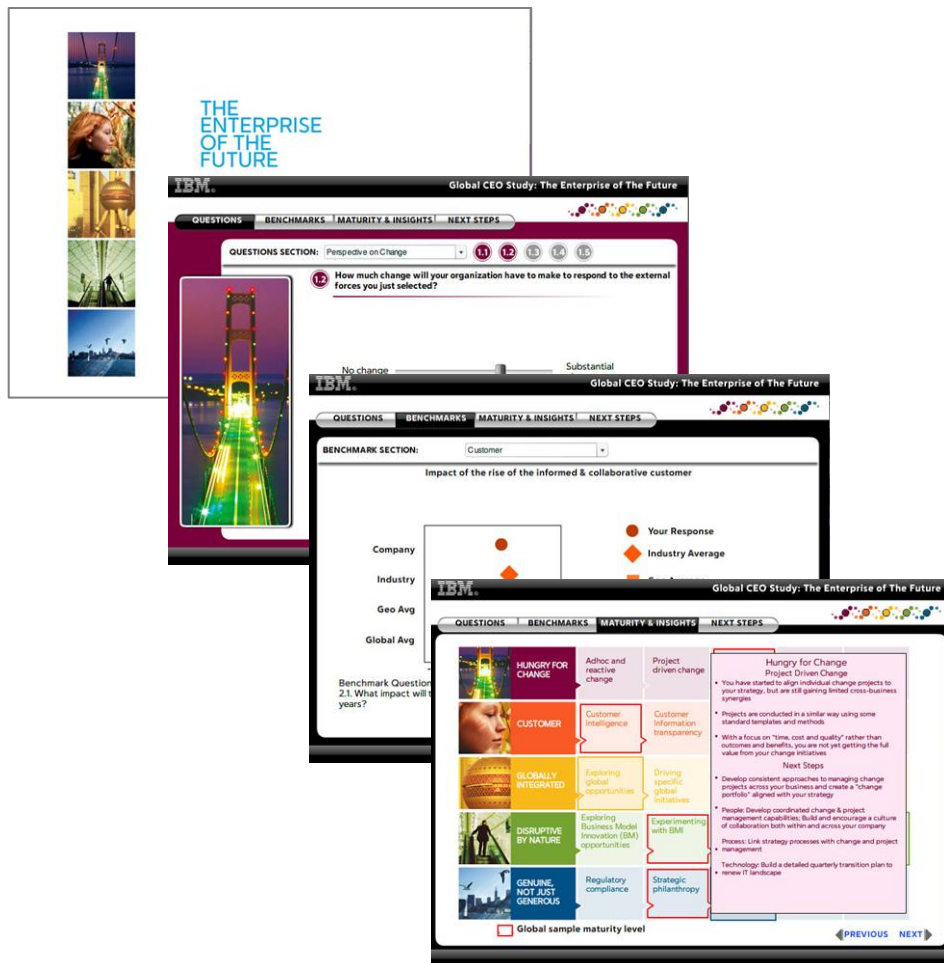 THE
ENTERPRISE
OF THE
FUTURE
IBM.
Global CEO Study: The Enterprise of The Future
QUESTIONS
BENCHMARKS
MATURITY & INSIGHTS
NEXT STEPS
QUESTIONS SECTION:
Perspective on Change
1.1
1.2
1.3
1.4
1.5
1.2
How much change will your organization have to make to respond to the external
forces you just selected?
No change
Substantial
IBM.
Global CEO Study: The Enterprise of The Future
QUESTIONS
BENCHMARKS
MATURITY & INSIGHTS
NEXT STEPS
BENCHMARK SECTION:
Customer
Impact of the rise of the informed & collaborative customer
Company
Industry
Geo Avg
Global Avg
Your Response
Industry Average
Benchmark Question
2.1. What impact will t
years?
IBM.
Global CEO Study: The Enterprise of The Future
QUESTIONS
BENCHMARKS
MATURITY & INSIGHTS
NEXT STEPS
HUNGRY FOR
CHANGE
Adhoc and
reactive
change
Project
driven change
CUSTOMER
Customer
intelligence
Customer
Information
transparency
GLOBALLY
INTEGRATED
Exploring
global
opportunities
Driving
specific
global
initiatives
DISRUPTIVE
BY NATURE
Exploring
Business Model
Innovation (BM)
opportunities
Experimenting
with BMI
GENUINE,
NOT JUST
GENEROUS
Regulatory
compliance
Strategic
philanthropy
Hungry for Change
Project Driven Change
• You have started to align individual change projects to
your strategy, but are still gaining limited cross-business
synergies
• Projects are conducted in a similar way using some
standard templates and methods
• With a focus on "time, cost and quality" rather than
outcomes and benefits, you are not yet getting the full
value from your change initiatives
Next Steps
• Develop consistent approaches to managing change
projects across your business and create a "change
portfolio" aligned with your strategy
• People: Develop coordinated change & project
management capabilities; Build and encourage a culture
of collaboration both within and across your company
Process: Link strategy processes with change and project
• management
Technology: Build a detailed quarterly transition plan to
• renew IT landscape
Global sample maturity level
PREVIOUS
NEXT